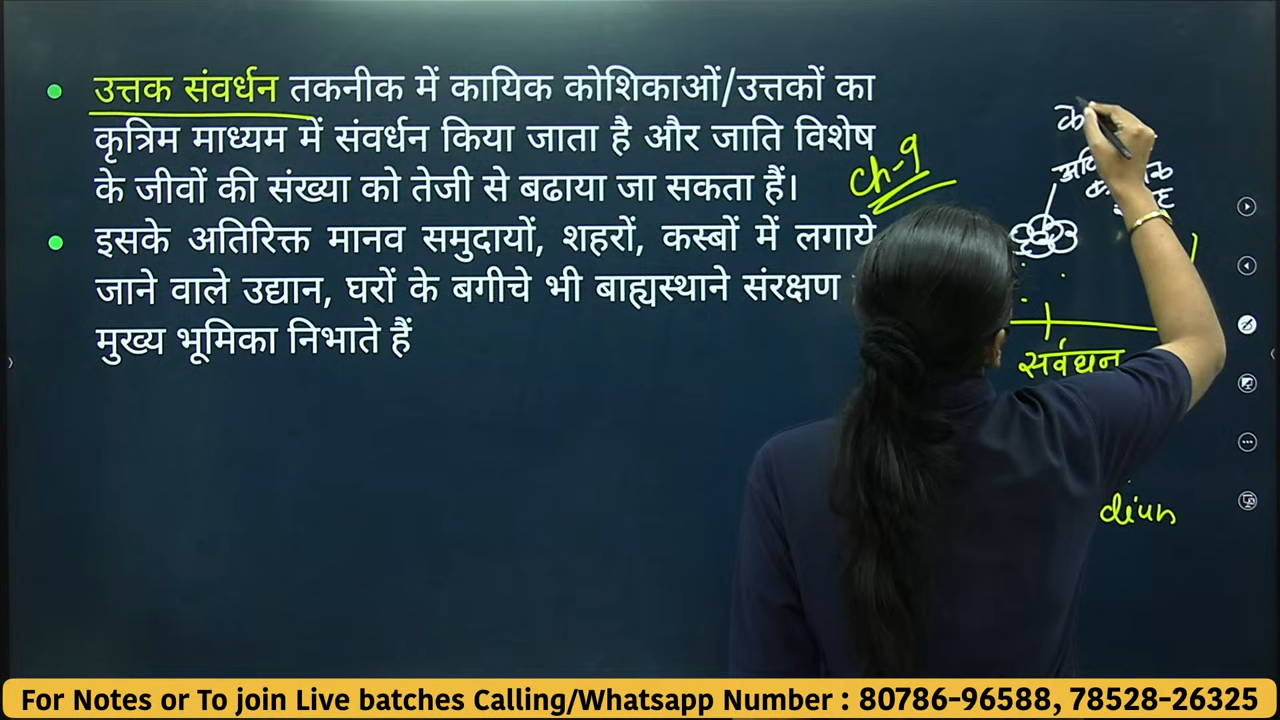 उत्तक संवर्धन तकनीक में कायिक कोशिकाओं/उत्तकों का
कृत्रिम माध्यम में संवर्धन किया जाता है और जाति विशेष
के जीवों की संख्या को तेजी से बढाया जा सकता हैं।
इसके अतिरिक्त मानव समुदायों, शहरों, कस्बों में लगाये
जाने वाले उद्यान, घरों के बगीचे भी बाह्यस्थाने संरक्षण
मुख्य भूमिका निभाते हैं
ch-9
संवर्धन
dium
For Notes or To join Live batches Calling/Whatsapp Number : 80786-96588, 78528-26325